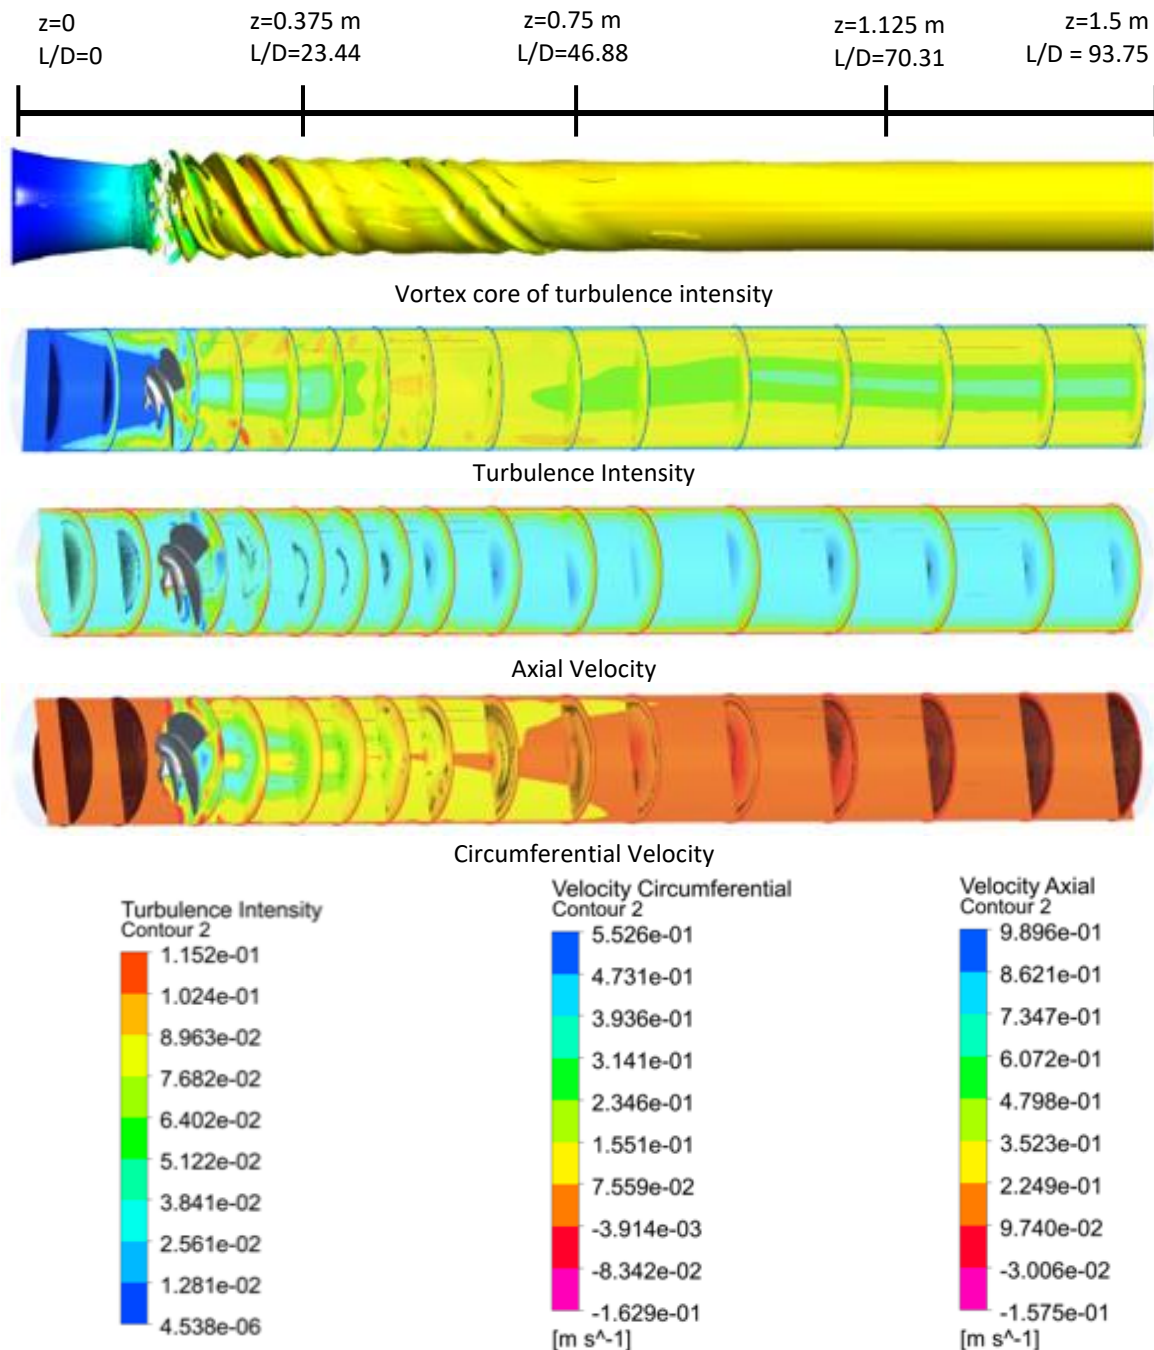 z=0
L/D=0
z=0.375 m
L/D=23.44
z=0.75 m
L/D=46.88
z=1.125 m
L/D=70.31
z=1.5 m
L/D = 93.75
Vortex core of turbulence intensity
Turbulence Intensity
Axial Velocity
Circumferential Velocity
Turbulence Intensity
Contour 2
1.152e-01
1.024e-01
8.963e-02
7.682e-02
6.402e-02
5.122e-02
3.841e-02
2.561e-02
1.281e-02
4.538e-06
Velocity Circumferential
Contour 2
5.526e-01
4.731e-01
3.936e-01
3.141e-01
2.346e-01
1.551e-01
7.559e-02
-3.914e-03
-8.342e-02
-1.629e-01
[m s^-1]
Velocity Axial
Contour 2
9.896e-01
8.621e-01
7.347e-01
6.072e-01
4.798e-01
3.523e-01
2.249e-01
9.740e-02
-3.006e-02
-1.575e-01
[m s^-1]